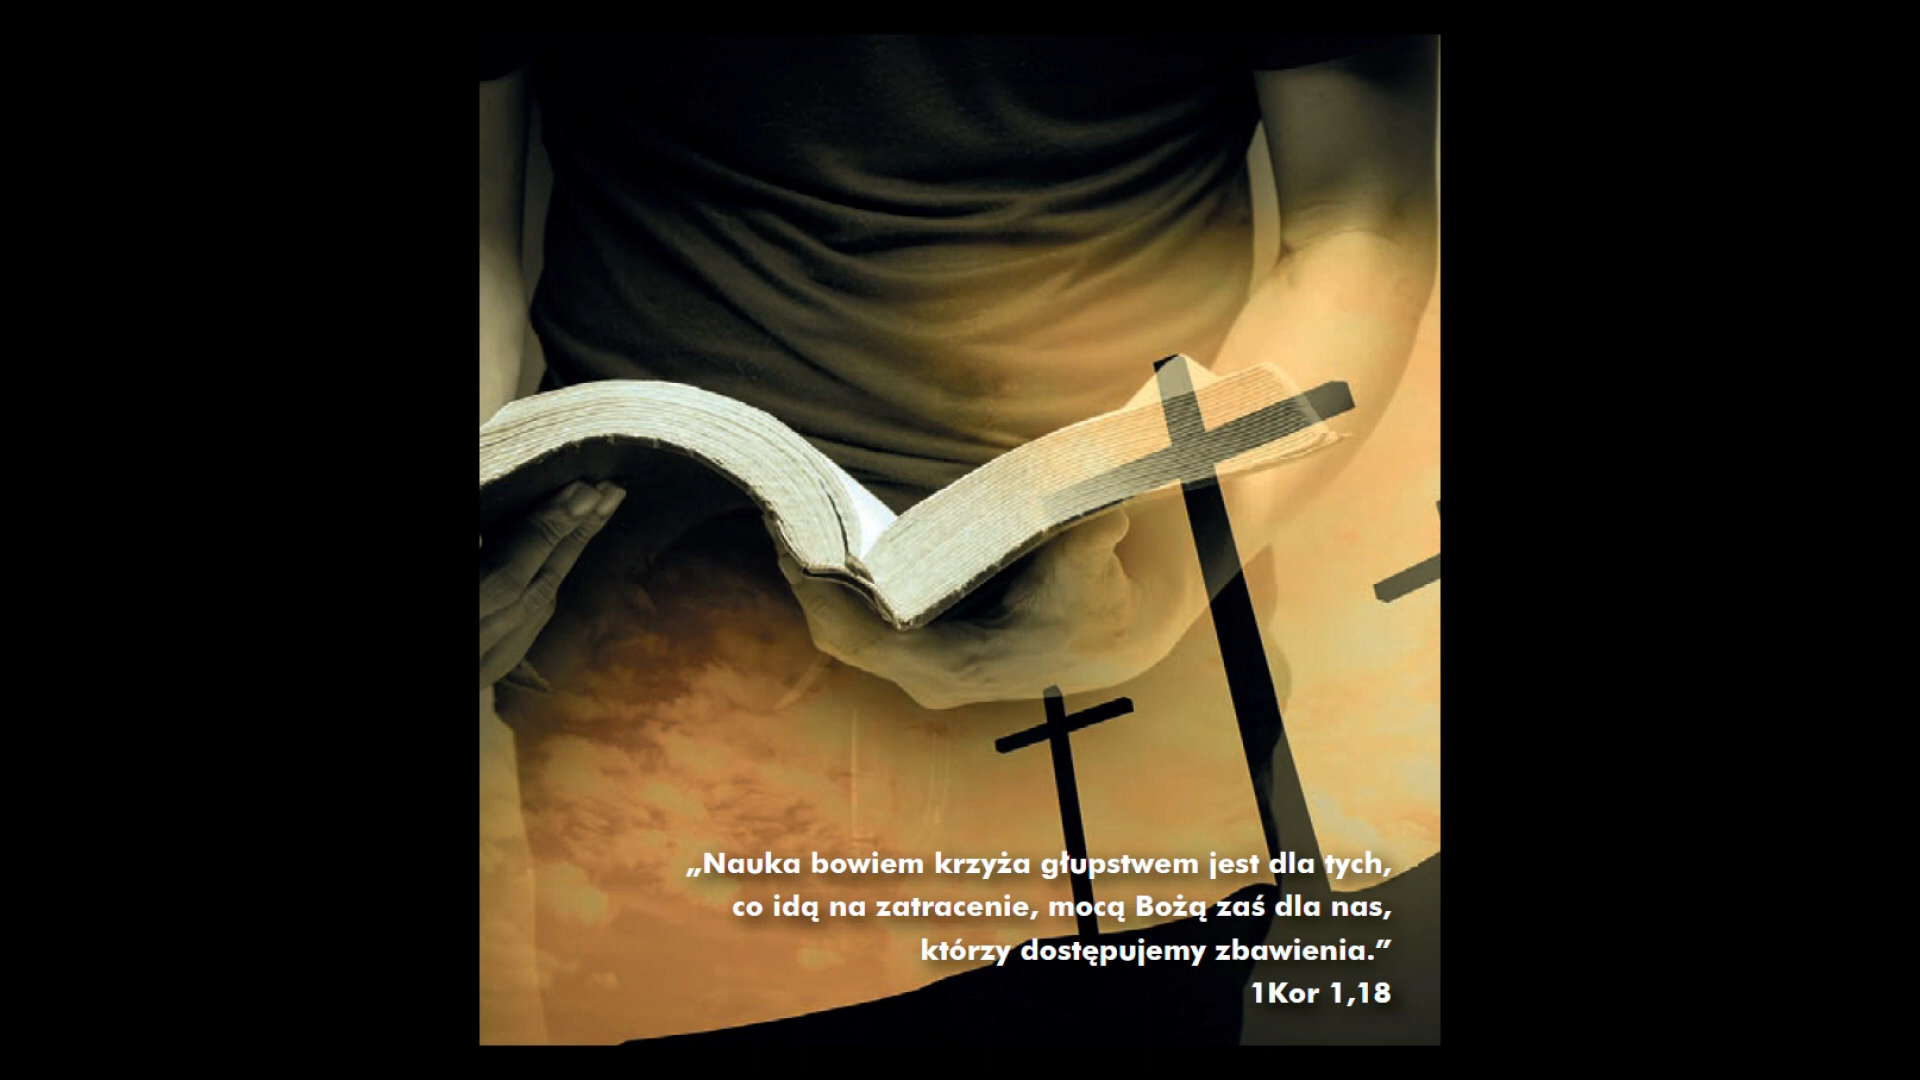 „Nauka bowiem krzyża głupstwem jest dla tych,
co idą na zatracenie, mocą Bożą zaś dla nas,
którzy dostępujemy zbawienia.”
1Kor 1,18